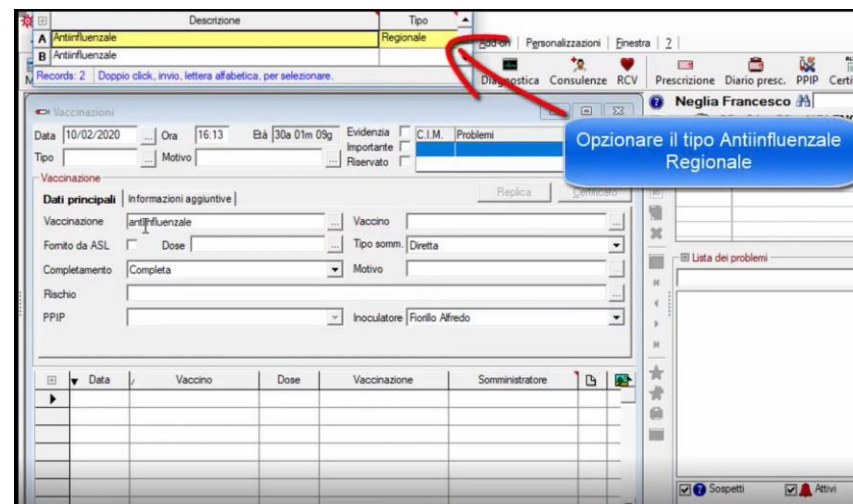 Descrizione Tipo
A Antiinfluenzale Regionale
B Antiinfluenzale
Records: 2 Doppio click, invio, lettera alfabetica, per selezionare.
Add-on Personalizzazioni Finestra ?
Diagnostica Consulenze RCV Prescrizione Diario presc. PPIP Certi
Neglia Francesco
Opzionare il tipo Antiinfluenzale
Regionale
Vaccinazioni
Data 10/02/2020 ... Ora 16:13 Età 30a 01m 09g Evidenzia C.I.M. Problemi
Importante
Tipo ... Motivo ... Riservato
Vaccinazione
Dati principali Informazioni aggiuntive Replica Certificato
Vaccinazione antiinfluenzale ... Vaccino ...
Fornito da ASL Dose ... Tipo somm. Diretta
Completamento Completa Motivo ...
Rischio ...
PPIP Inoculatore Fiorillo Alfredo
Data Vaccino Dose Vaccinazione Somministratore
Lista dei problemi
Sospetti Attivi